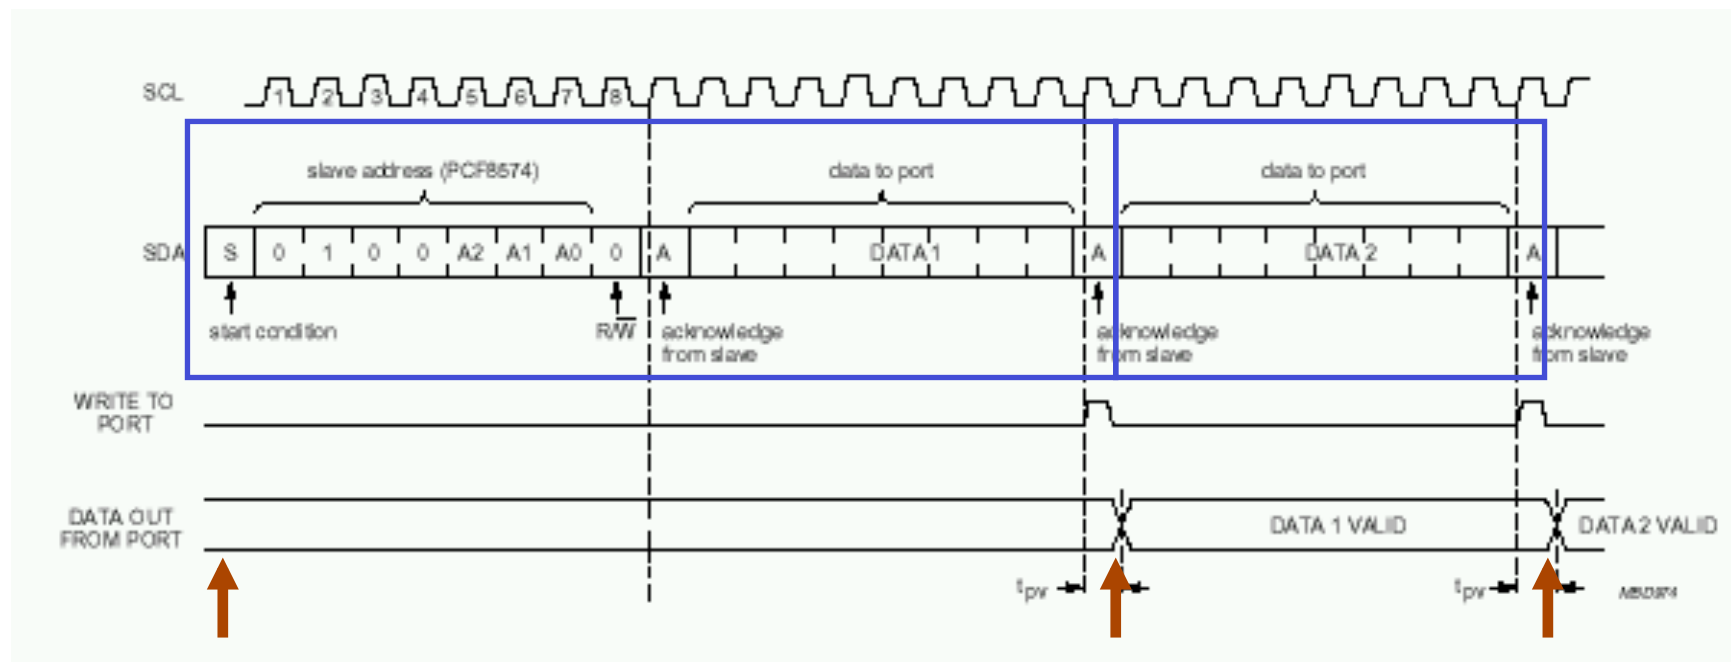 SCL
1 2 3 4 5 6 7 8
slave address (PCF8574)
data to port
data to port
SDA
S 0 1 0 0 A2 A1 A0 0 A DATA 1 A DATA 2 A
start condition
R/W
acknowledge
from slave
acknowledge
from slave
acknowledge
from slave
WRITE TO
PORT
DATA OUT
FROM PORT
DATA 1 VALID
DATA 2 VALID
tpv
tpv
MBD974